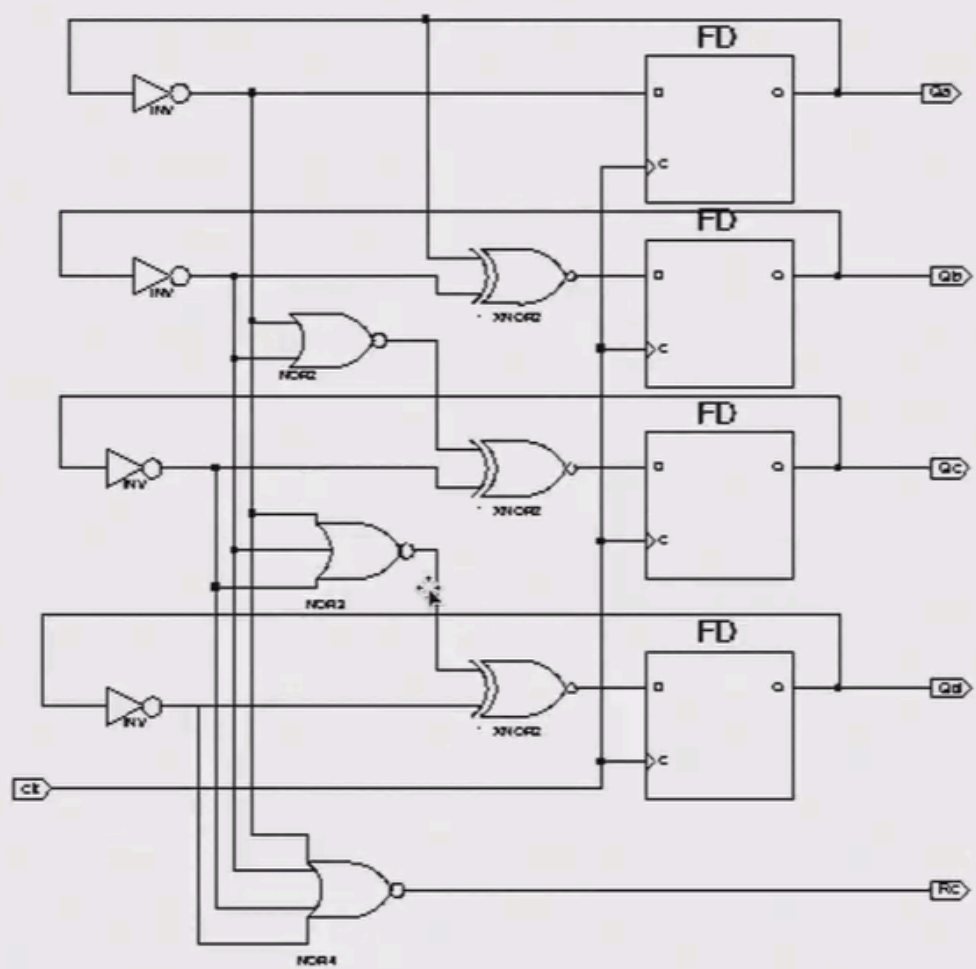 FD
INV
Qa
C
FD
INV
Qb
XNOR2
C
NOR2
FD
INV
Qc
XNOR2
C
NOR3
FD
INV
Qd
XNOR2
C
clk
Rc
NOR4